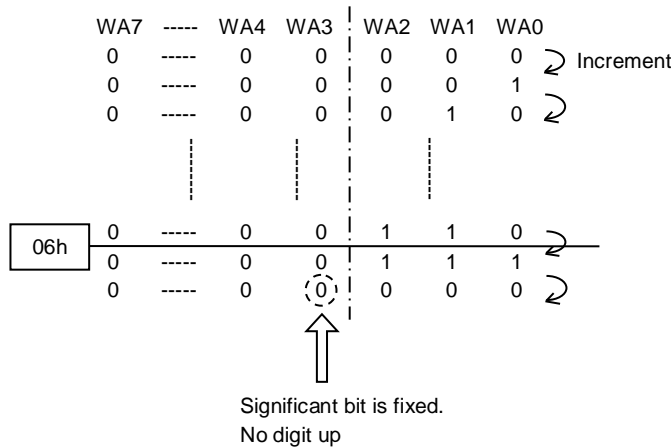 WA7 ----- WA4 WA3 WA2 WA1 WA0
0 ----- 0 0 0 0 0 Increment
0 ----- 0 0 0 0 1
0 ----- 0 0 0 1 0
0 ----- 0 0 1 1 0
06h
0 ----- 0 0 1 1 1
0 ----- 0 0 0 0 0
Significant bit is fixed.
No digit up